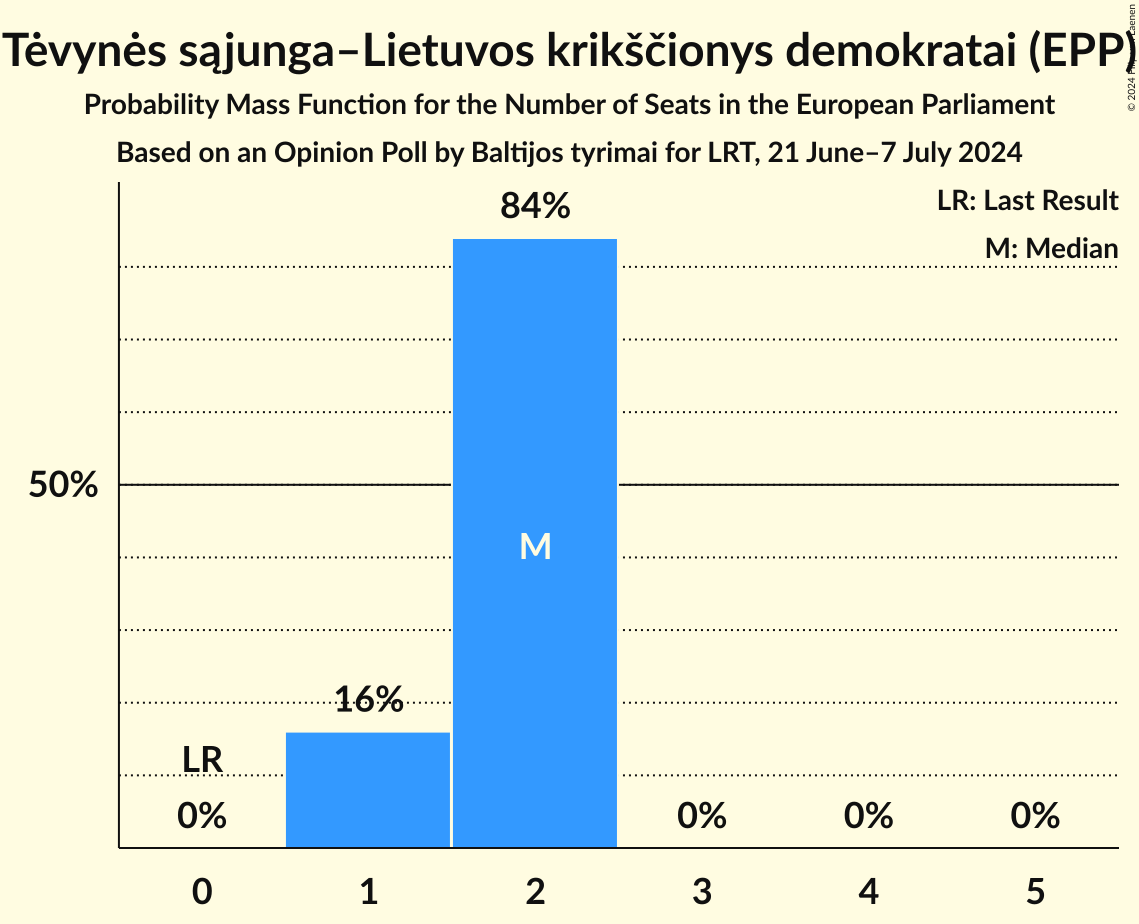 Tėvynės sąjunga–Lietuvos krikščionys demokratai (EPP)
Probability Mass Function for the Number of Seats in the European Parliament
Based on an Opinion Poll by Baltijos tyrimai for LRT, 21 June–7 July 2024
LR: Last Result
M: Median
84%
50%
M
16%
LR
0%
0%
0%
0%
0 1 2 3 4 5
© 2024 Laenen